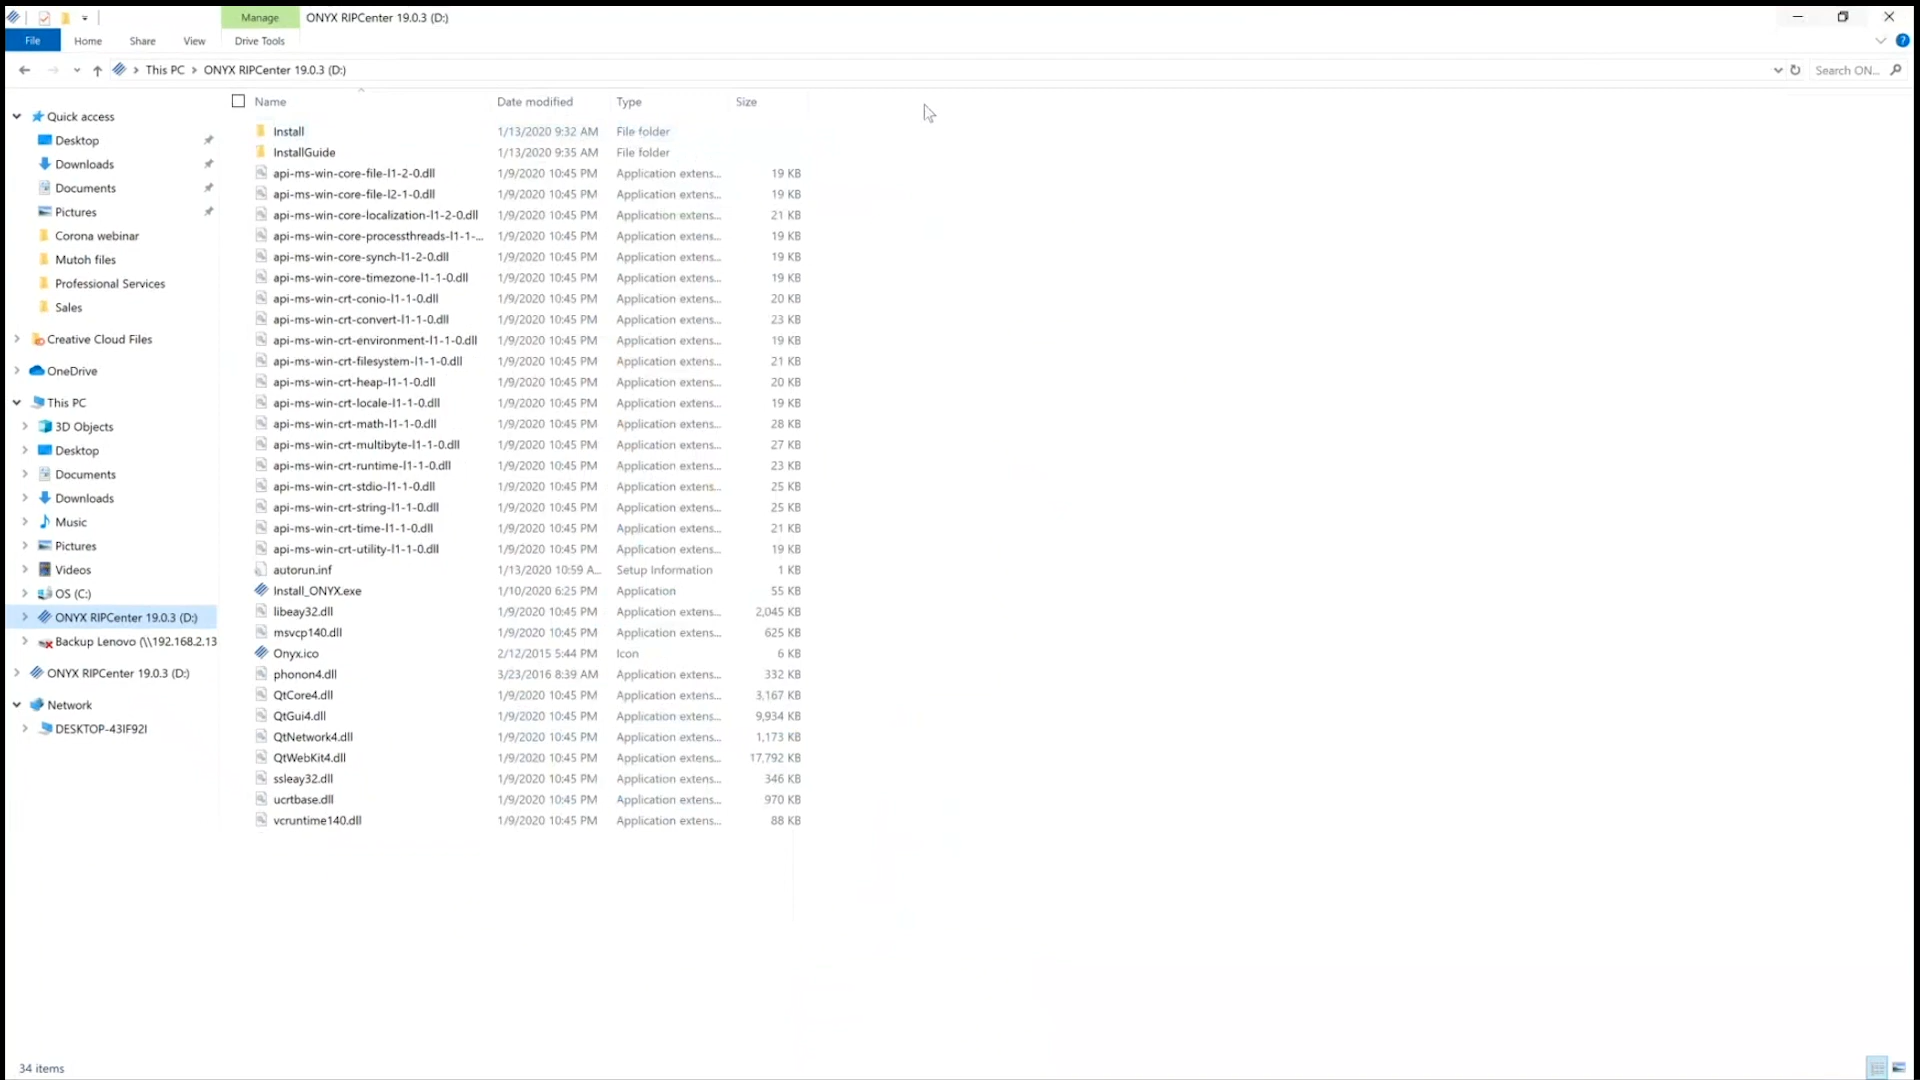 Manage
ONYX RIPCenter 19.0.3 (D:)
File
Home
Share
View
Drive Tools
This PC
ONYX RIPCenter 19.0.3 (D:)
Search ON...
Quick access
Desktop
Downloads
Documents
Pictures
Corona webinar
Mutoh files
Professional Services
Sales
Creative Cloud Files
OneDrive
This PC
3D Objects
Desktop
Documents
Downloads
Music
Pictures
Videos
OS (C:)
ONYX RIPCenter 19.0.3 (D:)
Backup Lenovo (\\192.168.2.13
ONYX RIPCenter 19.0.3 (D:)
Network
DESKTOP-43IF92I
Name Date modified Type Size
Install 1/13/2020 9:32 AM File folder
InstallGuide 1/13/2020 9:35 AM File folder
api-ms-win-core-file-l1-2-0.dll 1/9/2020 10:45 PM Application extens... 19 KB
api-ms-win-core-file-l2-1-0.dll 1/9/2020 10:45 PM Application extens... 19 KB
api-ms-win-core-localization-l1-2-0.dll 1/9/2020 10:45 PM Application extens... 21 KB
api-ms-win-core-processthreads-l1-1-... 1/9/2020 10:45 PM Application extens... 19 KB
api-ms-win-core-synch-l1-2-0.dll 1/9/2020 10:45 PM Application extens... 19 KB
api-ms-win-core-timezone-l1-1-0.dll 1/9/2020 10:45 PM Application extens... 19 KB
api-ms-win-crt-conio-l1-1-0.dll 1/9/2020 10:45 PM Application extens... 20 KB
api-ms-win-crt-convert-l1-1-0.dll 1/9/2020 10:45 PM Application extens... 23 KB
api-ms-win-crt-environment-l1-1-0.dll 1/9/2020 10:45 PM Application extens... 19 KB
api-ms-win-crt-filesystem-l1-1-0.dll 1/9/2020 10:45 PM Application extens... 21 KB
api-ms-win-crt-heap-l1-1-0.dll 1/9/2020 10:45 PM Application extens... 20 KB
api-ms-win-crt-locale-l1-1-0.dll 1/9/2020 10:45 PM Application extens... 19 KB
api-ms-win-crt-math-l1-1-0.dll 1/9/2020 10:45 PM Application extens... 28 KB
api-ms-win-crt-multibyte-l1-1-0.dll 1/9/2020 10:45 PM Application extens... 27 KB
api-ms-win-crt-runtime-l1-1-0.dll 1/9/2020 10:45 PM Application extens... 23 KB
api-ms-win-crt-stdio-l1-1-0.dll 1/9/2020 10:45 PM Application extens... 25 KB
api-ms-win-crt-string-l1-1-0.dll 1/9/2020 10:45 PM Application extens... 25 KB
api-ms-win-crt-time-l1-1-0.dll 1/9/2020 10:45 PM Application extens... 21 KB
api-ms-win-crt-utility-l1-1-0.dll 1/9/2020 10:45 PM Application extens... 19 KB
autorun.inf 1/13/2020 10:59 A... Setup Information 1 KB
Install_ONYX.exe 1/10/2020 6:25 PM Application 55 KB
libeay32.dll 1/9/2020 10:45 PM Application extens... 2,045 KB
msvcp140.dll 1/9/2020 10:45 PM Application extens... 625 KB
Onyx.ico 2/12/2015 5:44 PM Icon 6 KB
phonon4.dll 3/23/2016 8:39 AM Application extens... 332 KB
QtCore4.dll 1/9/2020 10:45 PM Application extens... 3,167 KB
QtGui4.dll 1/9/2020 10:45 PM Application extens... 9,934 KB
QtNetwork4.dll 1/9/2020 10:45 PM Application extens... 1,173 KB
QtWebKit4.dll 1/9/2020 10:45 PM Application extens... 17,792 KB
ssleay32.dll 1/9/2020 10:45 PM Application extens... 346 KB
ucrtbase.dll 1/9/2020 10:45 PM Application extens... 970 KB
vcruntime140.dll 1/9/2020 10:45 PM Application extens... 88 KB
34 items